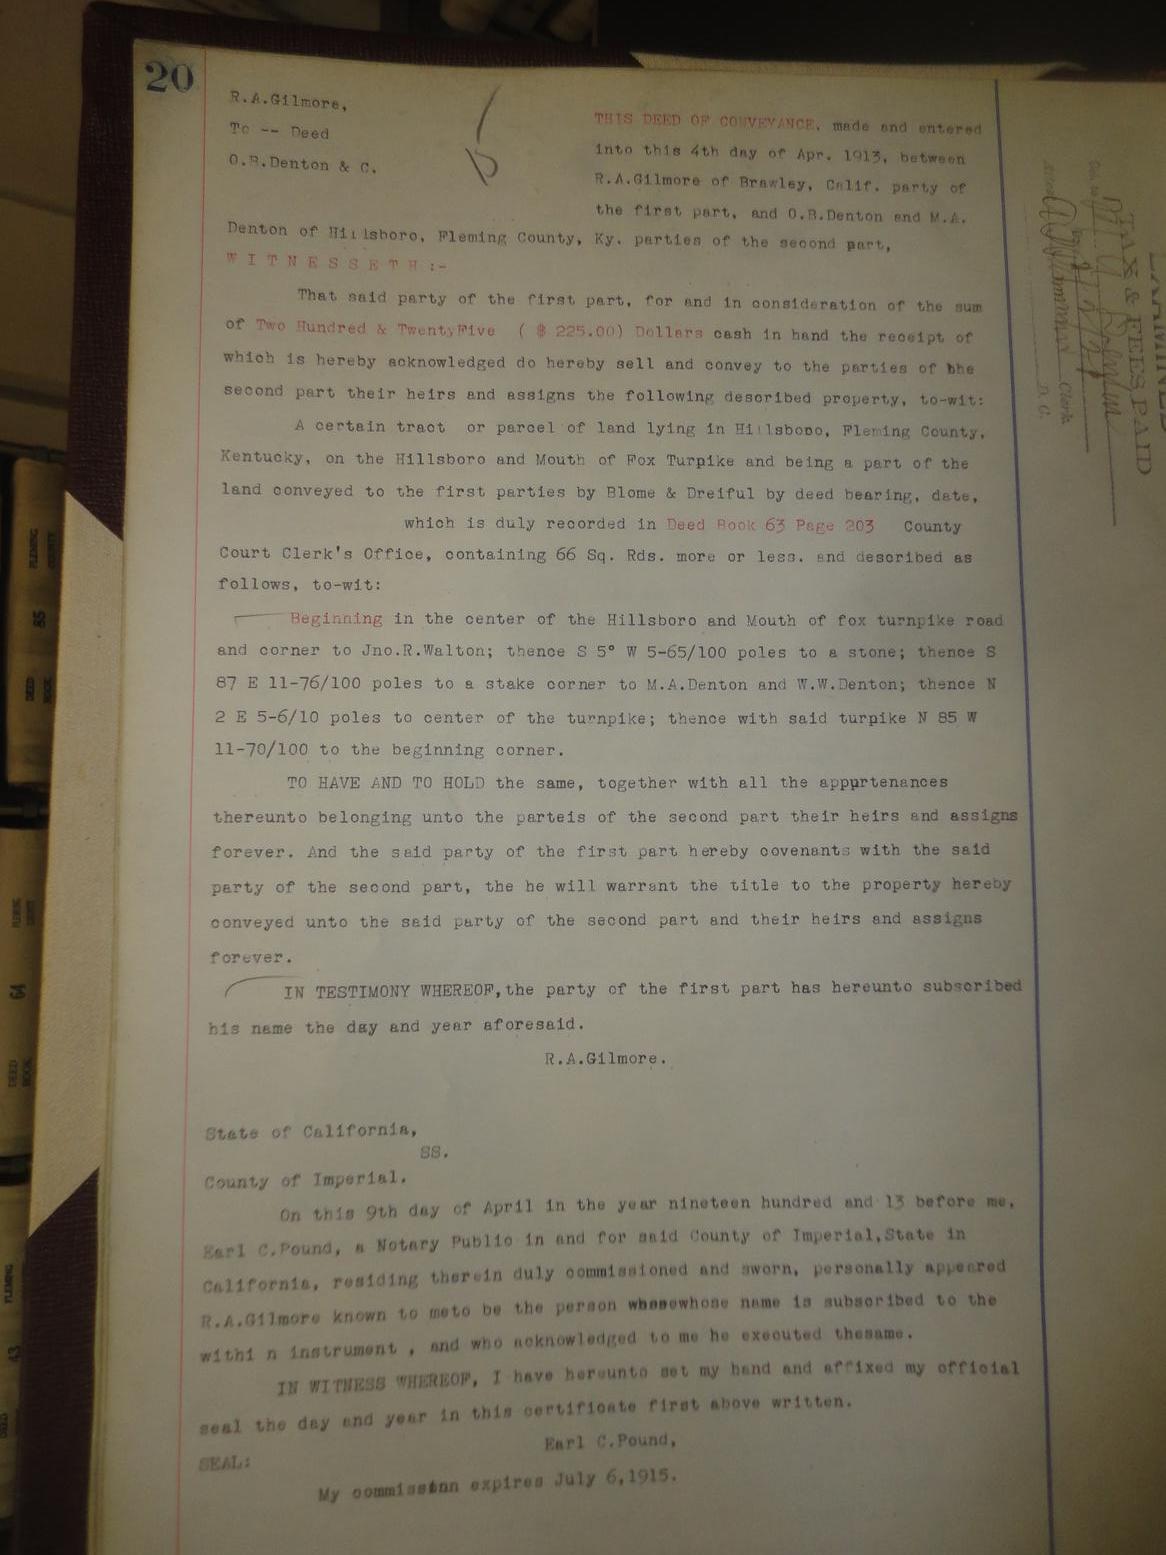 20
R.A.Gilmore,
To -- Deed
O.B.Denton & C.
THIS DEED OF CONVEYANCE, made and entered
into this 4th day of Apr. 1913, between
R.A.Gilmore of Brawley, Calif. party of
the first part, and O.B.Denton and M.A.
Denton of Hillsboro, Fleming County, Ky. parties of the second part,
W I T N E S S E T H :-
That said party of the first part, for and in consideration of the sum
of Two Hundred & TwentyFive ( $ 225.00) Dollars cash in hand the receipt of
which is hereby acknowledged do hereby sell and convey to the parties of the
second part their heirs and assigns the following described property, to-wit:
A certain tract or parcel of land lying in Hillsboro, Fleming County,
Kentucky, on the Hillsboro and Mouth of Fox Turpike and being a part of the
land conveyed to the first parties by Blome & Dreiful by deed bearing, date,
which is duly recorded in Deed Book 63 Page 203 County
Court Clerk's Office, containing 66 Sq. Rds. more or less. and described as
follows, to-wit:
Beginning in the center of the Hillsboro and Mouth of fox turnpike road
and corner to Jno.R.Walton; thence S 5° W 5-65/100 poles to a stone; thence S
87 E 11-76/100 poles to a stake corner to M.A.Denton and W.W.Denton; thence N
2 E 5-6/10 poles to center of the turnpike; thence with said turpike N 85 W
11-70/100 to the beginning corner.
TO HAVE AND TO HOLD the same, together with all the appurtenances
thereunto belonging unto the parteis of the second part their heirs and assigns
forever. And the said party of the first part hereby covenants with the said
party of the second part, the he will warrant the title to the property hereby
conveyed unto the said party of the second part and their heirs and assigns
forever.
IN TESTIMONY WHEREOF,the party of the first part has hereunto subscribed
his name the day and year aforesaid.
R.A.Gilmore.
State of California,
SS.
County of Imperial.
On this 9th day of April in the year nineteen hundred and 13 before me,
Earl C.Pound, a Notary Public in and for said County of Imperial,State in
California, residing therein duly commissioned and sworn, personally appeared
R.A.Gilmore known to meto be the person whose name is subscribed to the
withi n instrument , and who acknowledged to me he executed thesame.
IN WITNESS WHEREOF, I have hereunto set my hand and affixed my official
seal the day and year in this certificate first above written.
Earl C.Pound,
SEAL:
My commission expires July 6,1915.
TAX & FEES PAID
Clerk
D. C.
FLEMING
COUNTY
85
DEED
BOOK
64
DEED
BOOK
FLEMING
43